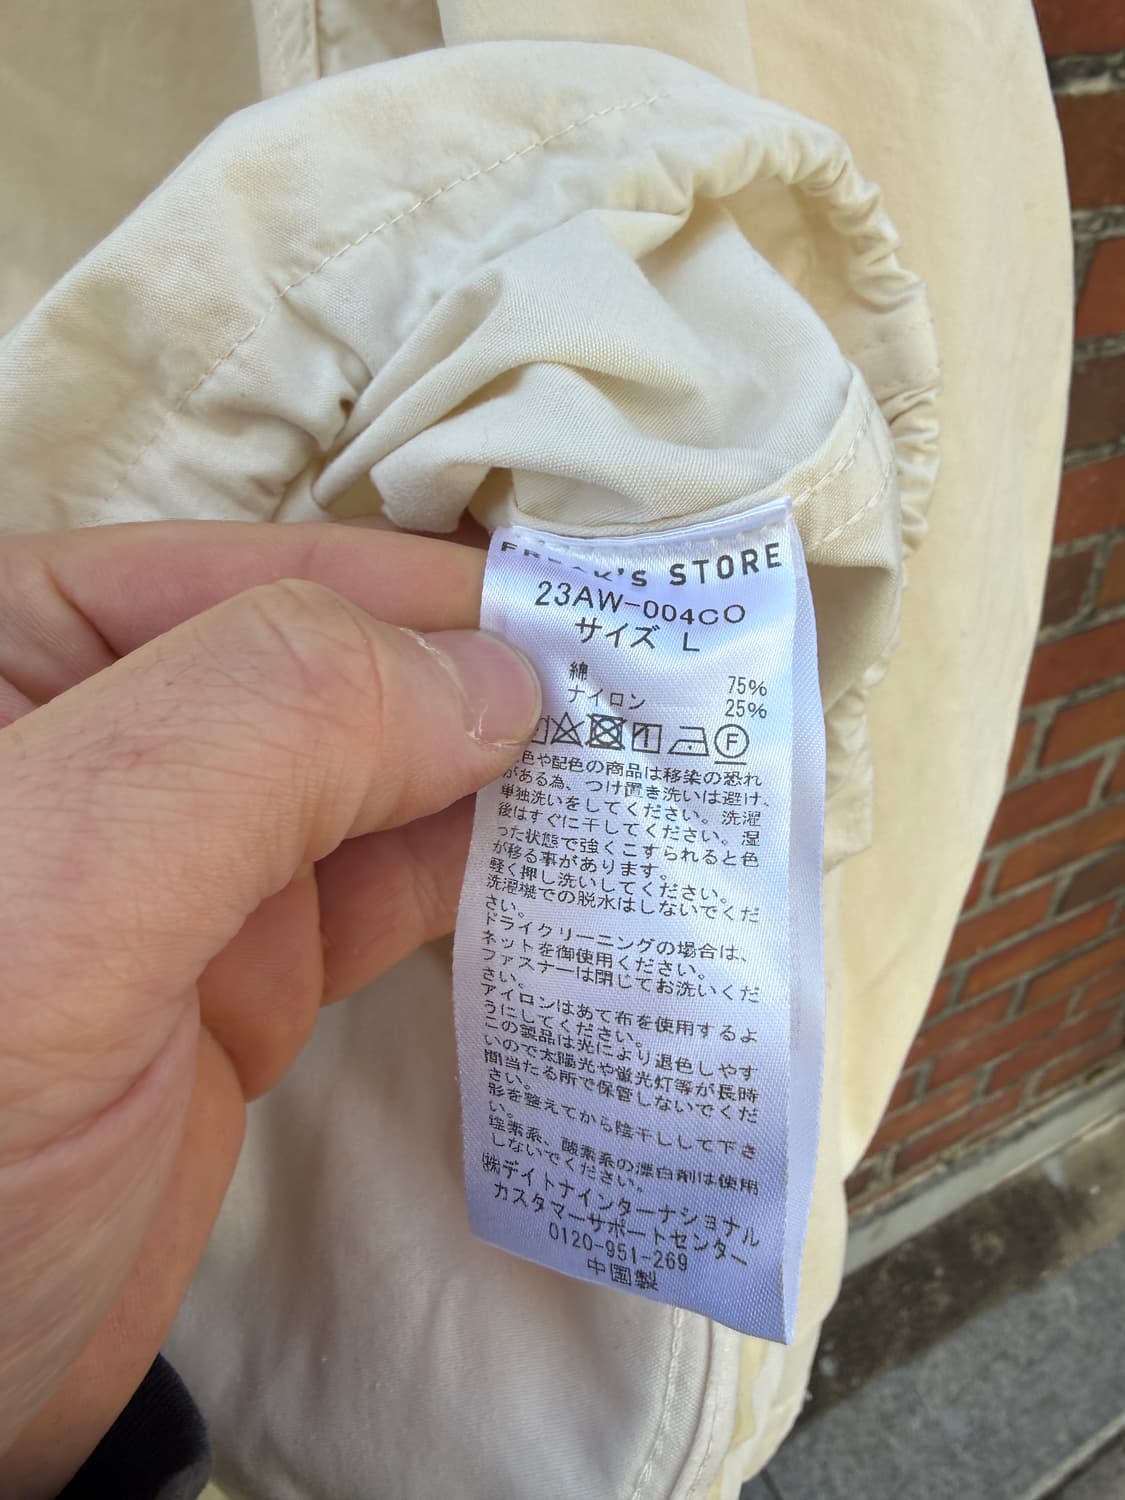 FREAK'S STORE
23AW-004CO
サイズ L
綿 75%
ナイロン 25%
F
色や配色の商品は移染の恐れ
がある為、つけ置き洗いは避け、
単独洗いをしてください。洗濯
後はすぐに干してください。湿
った状態で強くこすられると色
が移る事があります。
軽く押し洗いしてください。
洗濯機での脱水はしないでくだ
さい。
ドライクリーニングの場合は、
ネットを御使用ください。
ファスナーは閉じてお洗いくだ
さい。
アイロンはあて布を使用するよ
うにしてください。
この製品は光により退色しやす
いので太陽光や蛍光灯等が長時
間当たる所で保管しないでくだ
さい。
形を整えてから陰干しして下さ
い。
塩素系、酸素系の漂白剤は使用
しないでください。
㈱デイトナインターナショナル
カスタマーサポートセンター
0120-951-269
中国製